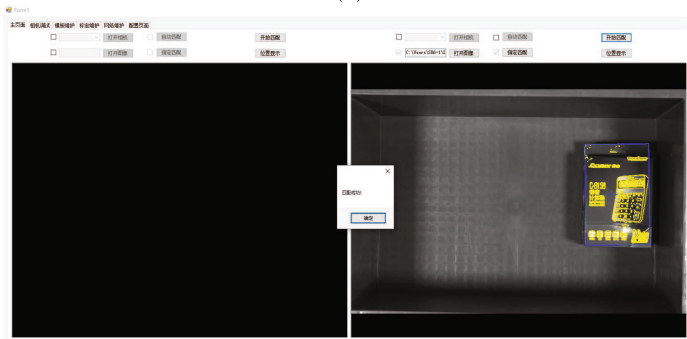 Form1
主页面 相机调试 模板维护 标定维护 网络维护 配置页面
打开相机 自动匹配 开始匹配 打开相机 自动匹配 开始匹配
打开图像 指定匹配 位置提示 C:\Users\ 打开图像 指定匹配 位置提示
匹配成功!
确定